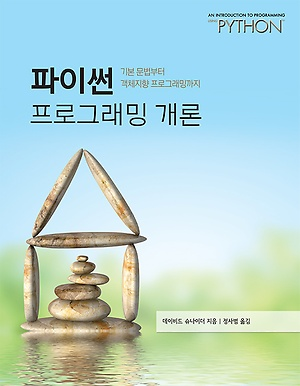 AN INTRODUCTION TO PROGRAMMING
USING
PYTHON™
파이썬
기본 문법부터
객체지향 프로그래밍까지
프로그래밍 개론
데이비드 슈나이더 지음 | 정사범 옮김